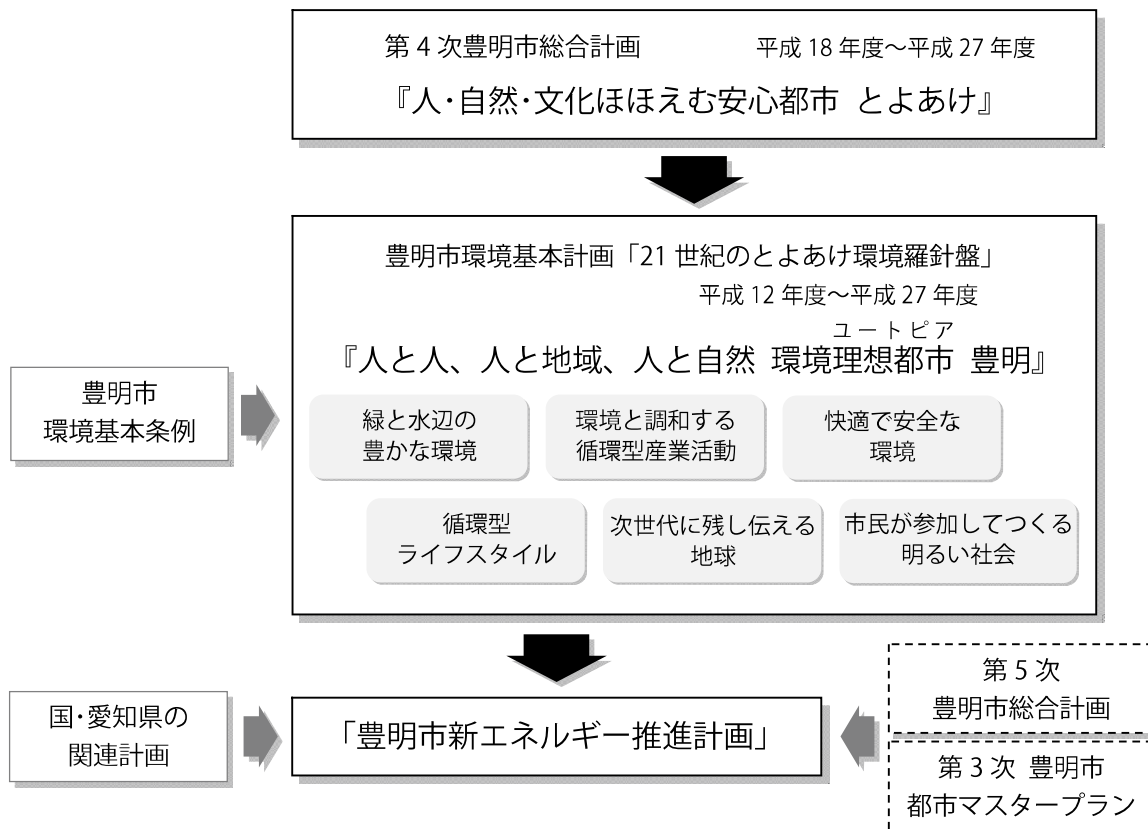 第4次豊明市総合計画 平成18年度～平成27年度
『人・自然・文化ほほえむ安心都市 とよあけ』
豊明市環境基本計画「21世紀のとよあけ環境羅針盤」
平成12年度～平成27年度
ユートピア
『人と人、人と地域、人と自然 環境理想都市 豊明』
豊明市
環境基本条例
緑と水辺の
豊かな環境
環境と調和する
循環型産業活動
快適で安全な
環境
循環型
ライフスタイル
次世代に残し伝える
地球
市民が参加してつくる
明るい社会
国・愛知県の
関連計画
「豊明市新エネルギー推進計画」
第5次
豊明市総合計画
第3次 豊明市
都市マスタープラン